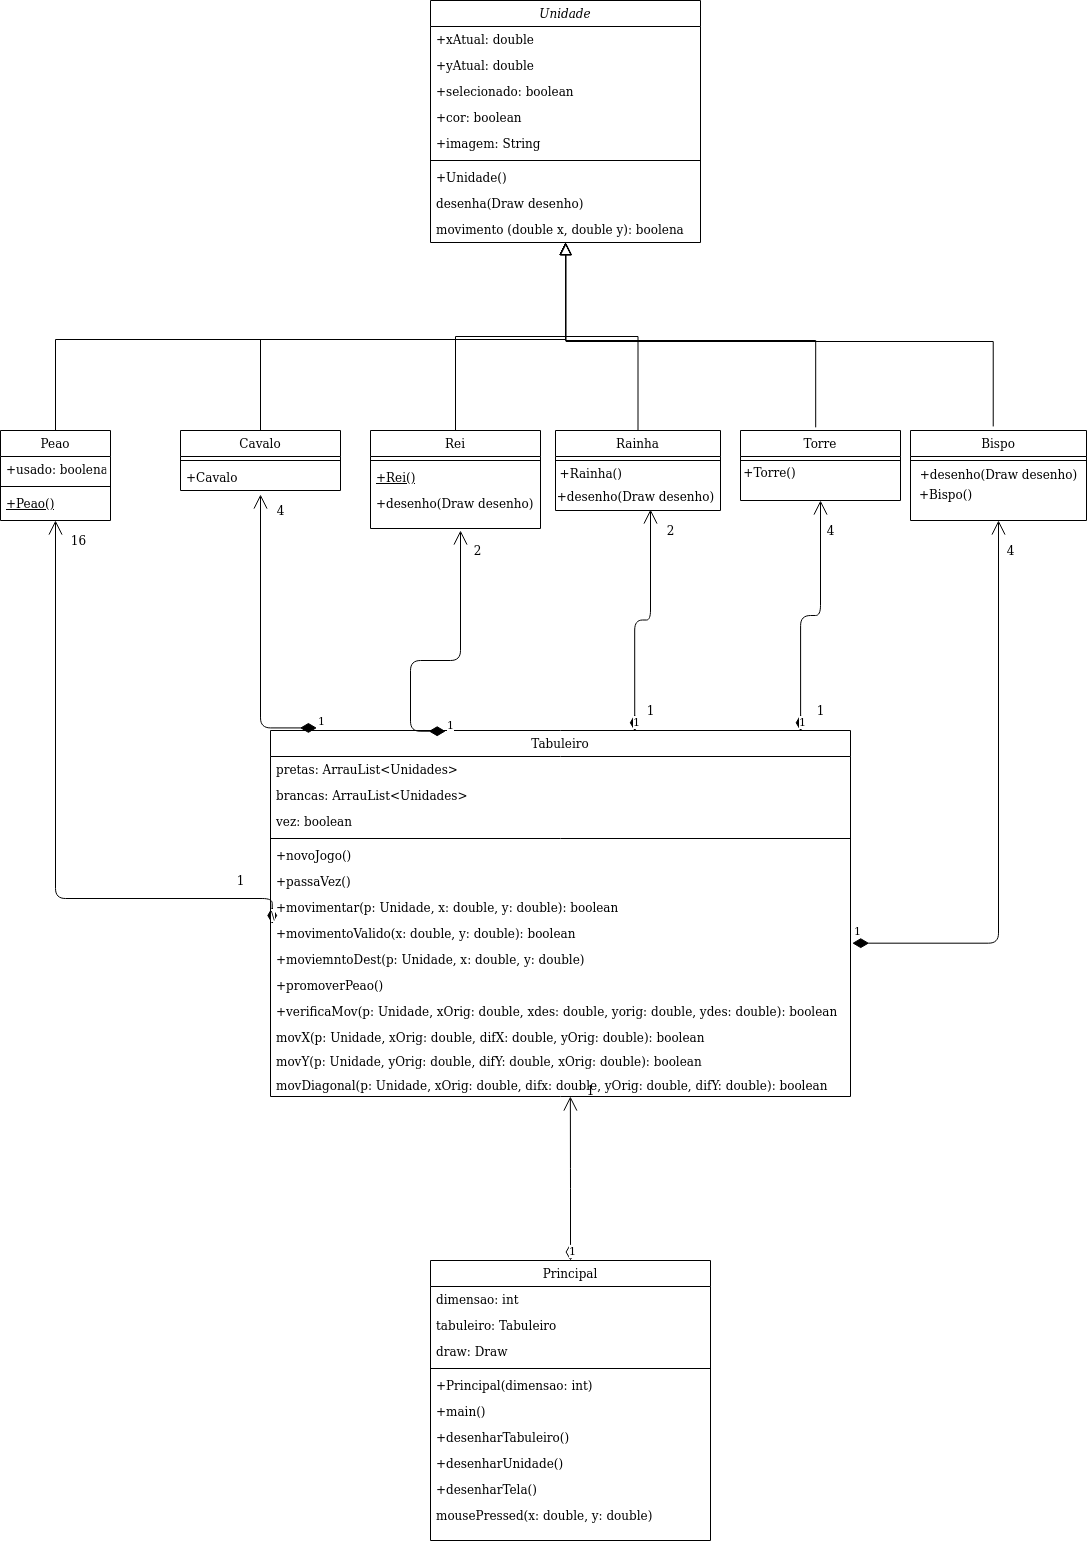 Unidade
+xAtual: double
+yAtual: double
+selecionado: boolean
+cor: boolean
+imagem: String
+Unidade()
desenha(Draw desenho)
movimento (double x, double y): boolena
Peao
+usado: boolena
+Peao()
16
Cavalo
+Cavalo
4
Rei
+Rei()
+desenho(Draw desenho)
2
Rainha
+Rainha()
+desenho(Draw desenho)
2
Torre
+Torre()
4
Bispo
+desenho(Draw desenho)
+Bispo()
4
1
1
1
1
1
1
1
1
Tabuleiro
pretas: ArrauList<Unidades>
brancas: ArrauList<Unidades>
vez: boolean
+novoJogo()
+passaVez()
+movimentar(p: Unidade, x: double, y: double): boolean
+movimentoValido(x: double, y: double): boolean
+moviemntoDest(p: Unidade, x: double, y: double)
+promoverPeao()
+verificaMov(p: Unidade, xOrig: double, xdes: double, yorig: double, ydes: double): boolean
movX(p: Unidade, xOrig: double, difX: double, yOrig: double): boolean
movY(p: Unidade, yOrig: double, difY: double, xOrig: double): boolean
movDiagonal(p: Unidade, xOrig: double, difx: double, yOrig: double, difY: double): boolean
1
1
Principal
dimensao: int
tabuleiro: Tabuleiro
draw: Draw
+Principal(dimensao: int)
+main()
+desenharTabuleiro()
+desenharUnidade()
+desenharTela()
mousePressed(x: double, y: double)